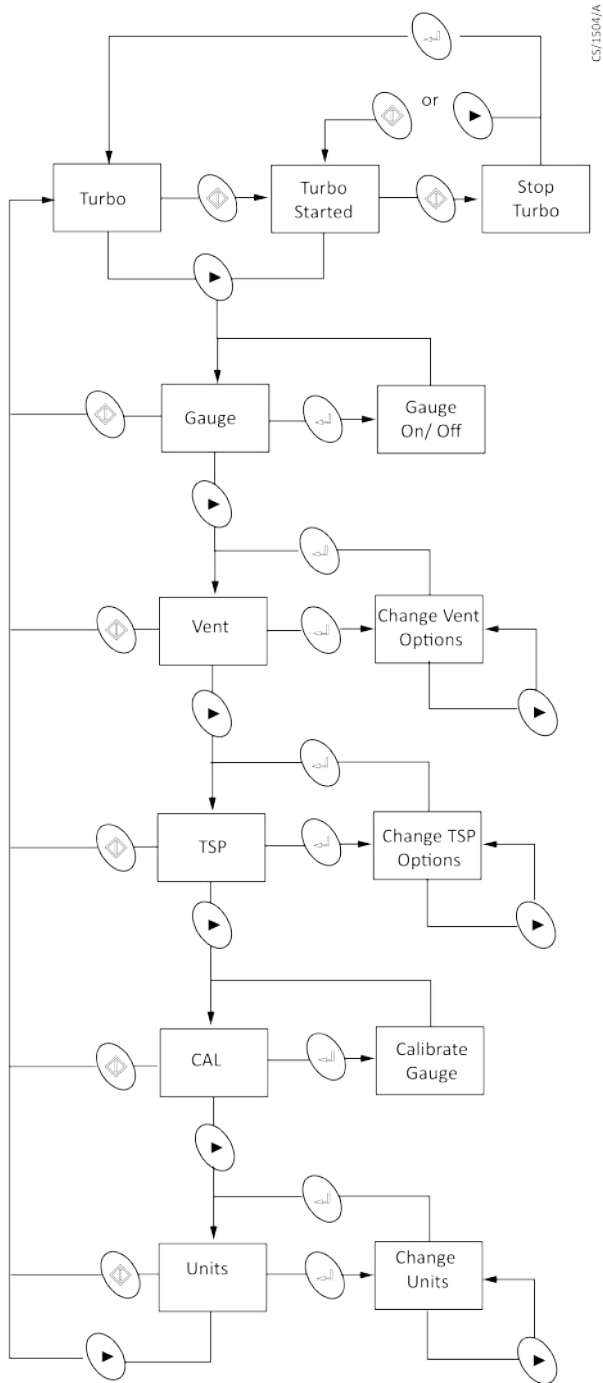 CS/1504/A
or
Turbo
Turbo
Started
Stop
Turbo
Gauge
Gauge
On/ Off
Vent
Change Vent
Options
TSP
Change TSP
Options
CAL
Calibrate
Gauge
Units
Change
Units